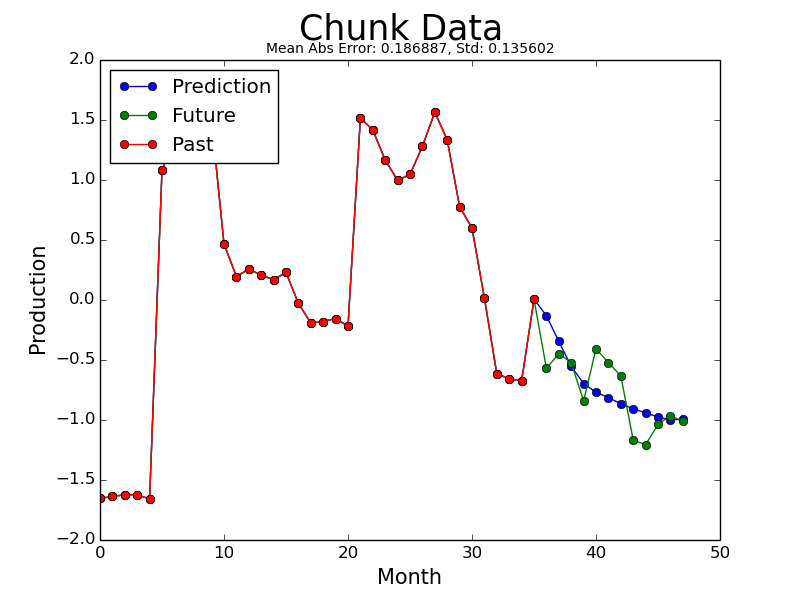 Chunk Data
Mean Abs Error: 0.186887, Std: 0.135602
Prediction
Future
Past
2.0
1.5
1.0
0.5
0.0
−0.5
−1.0
−1.5
−2.0
Production
0 10 20 30 40 50
Month